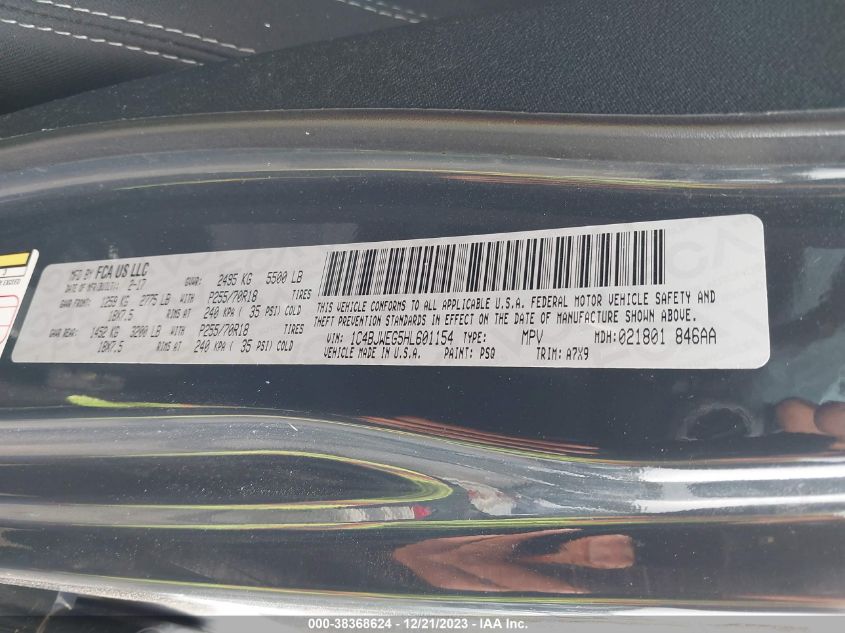 MFD BY FCA US LLC
DATE OF MFR 2-17 GVWR: 2495 KG 5500 LB
GAWR FRONT: 1259 KG 2775 LB WITH P255/70R18 TIRES
18X7.5 RIMS AT 240 KPA ( 35 PSI) COLD
GAWR REAR: 1452 KG 3200 LB WITH P255/70R18 TIRES
18X7.5 RIMS AT 240 KPA ( 35 PSI) COLD
THIS VEHICLE CONFORMS TO ALL APPLICABLE U.S.A. FEDERAL MOTOR VEHICLE SAFETY AND
THEFT PREVENTION STANDARDS IN EFFECT ON THE DATE OF MANUFACTURE SHOWN ABOVE.
VIN: 1C4BJWEG5HL601154 TYPE: MPV MDH: 021801 846AA
VEHICLE MADE IN U.S.A. PAINT: PSQ TRIM: A7X9
000-38368624 - 12/21/2023 - IAA Inc.